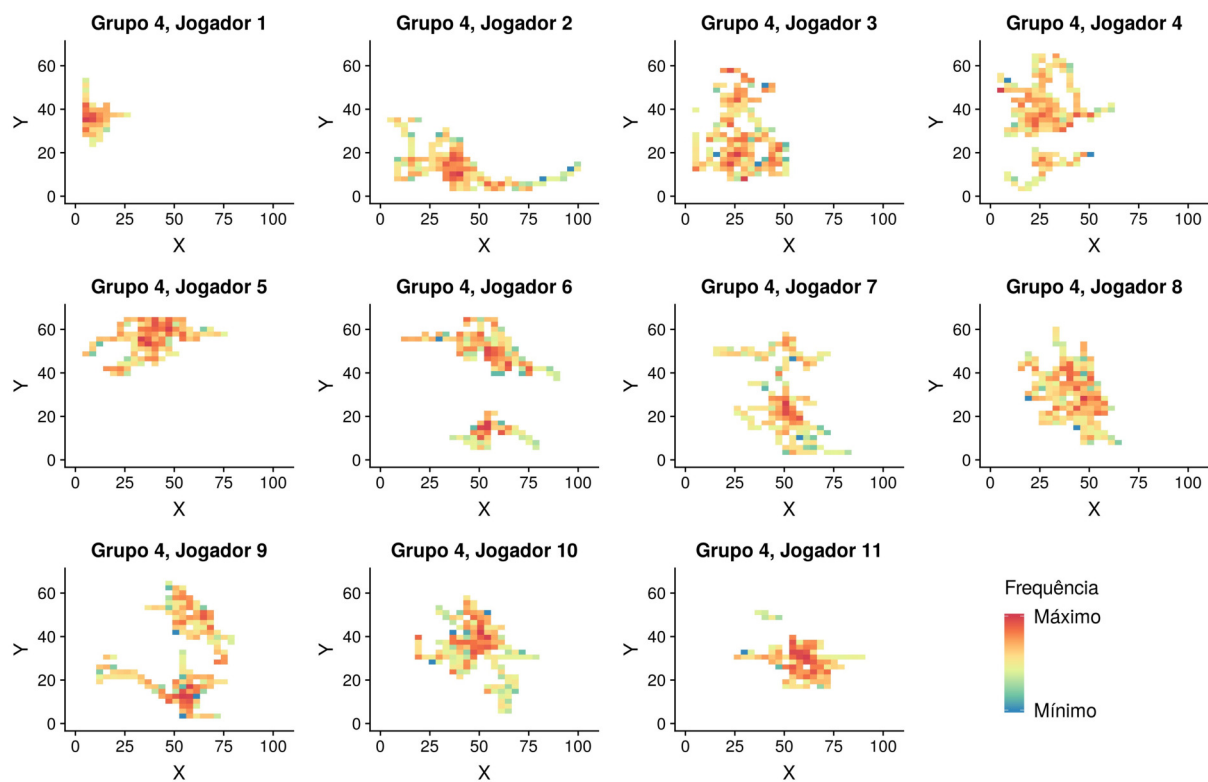 Grupo 4, Jogador 1
Grupo 4, Jogador 2
Grupo 4, Jogador 3
Grupo 4, Jogador 4
Y
60
40
20
0
0 25 50 75 100
X
Y
60
40
20
0
0 25 50 75 100
X
Y
60
40
20
0
0 25 50 75 100
X
Y
60
40
20
0
0 25 50 75 100
X
Grupo 4, Jogador 5
Grupo 4, Jogador 6
Grupo 4, Jogador 7
Grupo 4, Jogador 8
Y
60
40
20
0
0 25 50 75 100
X
Y
60
40
20
0
0 25 50 75 100
X
Y
60
40
20
0
0 25 50 75 100
X
Y
60
40
20
0
0 25 50 75 100
X
Grupo 4, Jogador 9
Grupo 4, Jogador 10
Grupo 4, Jogador 11
Y
60
40
20
0
0 25 50 75 100
X
Y
60
40
20
0
0 25 50 75 100
X
Y
60
40
20
0
0 25 50 75 100
X
Frequência
Máximo
Mínimo